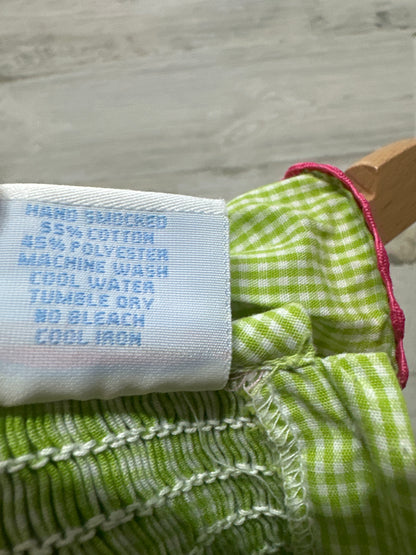 HAND SMOCKED
55% COTTON
45% POLYESTER
MACHINE WASH
COOL WATER
TUMBLE DRY
NO BLEACH
COOL IRON